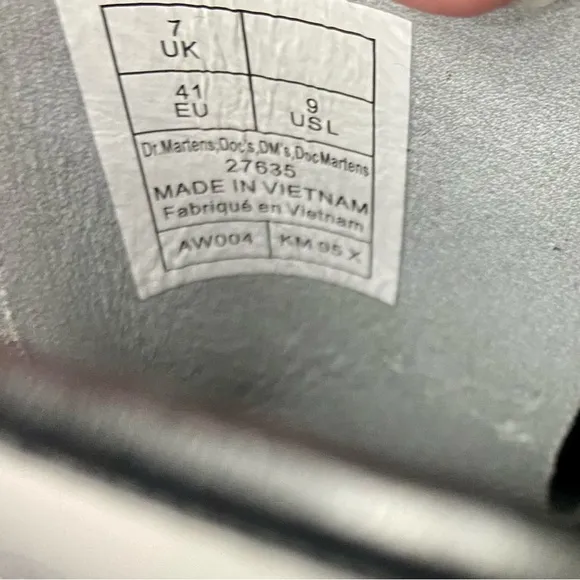 7
UK
41
EU
9
USL
Dr.Martens,Doc's,DM's,DocMartens
27635
MADE IN VIETNAM
Fabriqué en Vietnam
AW004 KM 95 X